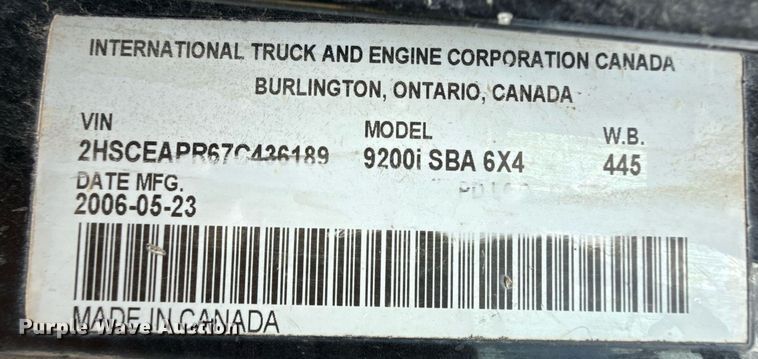 INTERNATIONAL TRUCK AND ENGINE CORPORATION CANADA
BURLINGTON, ONTARIO, CANADA
VIN MODEL W.B.
2HSCEAPR67C436189 9200i SBA 6X4 445
DATE MFG.
2006-05-23
MADE IN CANADA
Purple Wave Auction